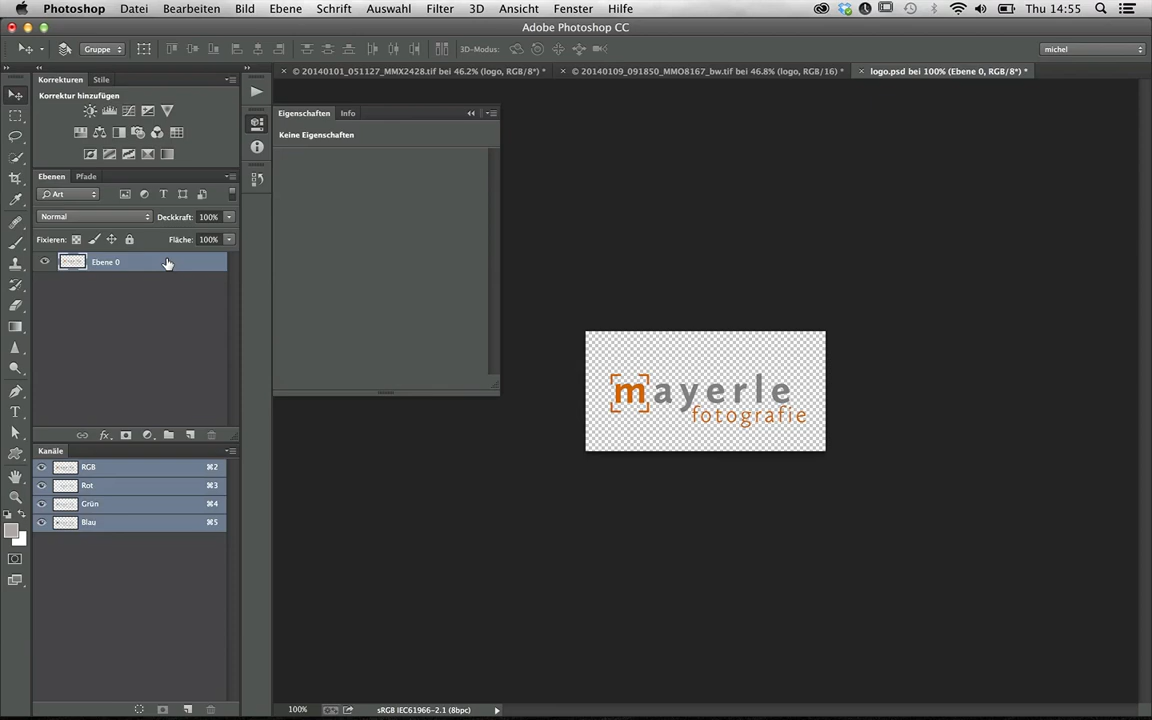 Photoshop Datei Bearbeiten Bild Ebene Schrift Auswahl Filter 3D Ansicht Fenster Hilfe Thu 14:55
Adobe Photoshop CC
Gruppe 3D-Modus: michel
© 20140101_051127_MMX2428.tif bei 46.2% (logo, RGB/8*) * © 20140109_091850_MMO8167_bw.tif bei 46.8% (logo, RGB/16) * logo.psd bei 100% (Ebene 0, RGB/8*) *
Korrekturen Stile
Korrektur hinzufügen
Eigenschaften Info
Keine Eigenschaften
Ebenen Pfade
Art
Normal Deckkraft: 100%
Fixieren: Fläche: 100%
Ebene 0
mayerle
fotografie
Kanäle
RGB ⌘2
Rot ⌘3
Grün ⌘4
Blau ⌘5
100% sRGB IEC61966-2.1 (8bpc)